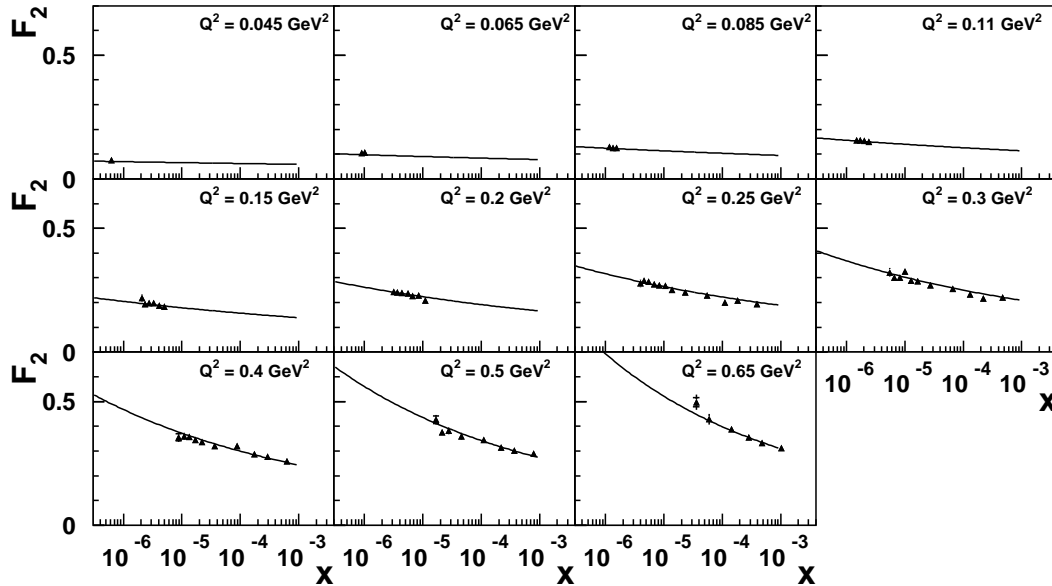 F₂
Q² = 0.045 GeV²
Q² = 0.065 GeV²
Q² = 0.085 GeV²
Q² = 0.11 GeV²
0.5
0
F₂
Q² = 0.15 GeV²
Q² = 0.2 GeV²
Q² = 0.25 GeV²
Q² = 0.3 GeV²
0.5
0
10⁻⁶ 10⁻⁵ 10⁻⁴ 10⁻³
X
F₂
Q² = 0.4 GeV²
Q² = 0.5 GeV²
Q² = 0.65 GeV²
0.5
0
10⁻⁶ 10⁻⁵ 10⁻⁴ 10⁻³
X
10⁻⁶ 10⁻⁵ 10⁻⁴ 10⁻³
X
10⁻⁶ 10⁻⁵ 10⁻⁴ 10⁻³
X